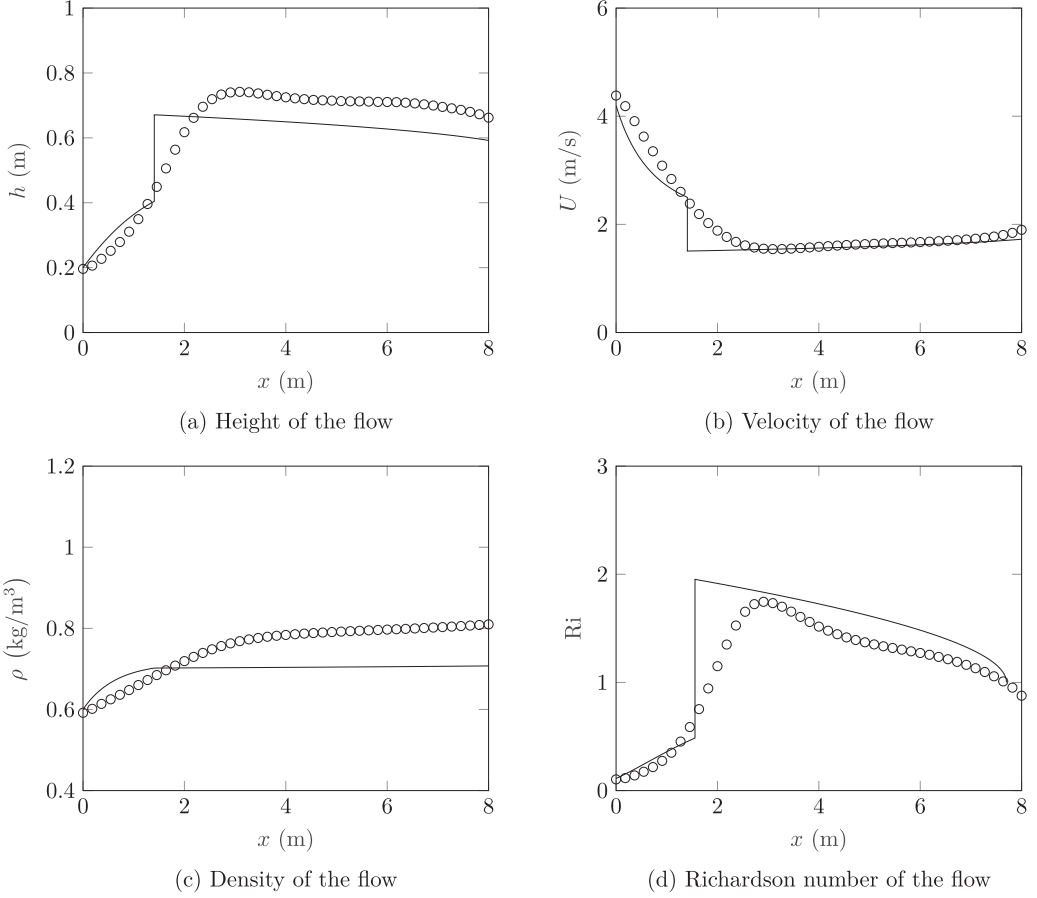 1
0.8
0.6
0.4
0.2
0
h (m)
0 2 4 6 8
x (m)
(a) Height of the flow
6
4
2
0
U (m/s)
0 2 4 6 8
x (m)
(b) Velocity of the flow
1.2
1
0.8
0.6
0.4
ρ (kg/m³)
0 2 4 6 8
x (m)
(c) Density of the flow
3
2
1
0
Ri
0 2 4 6 8
x (m)
(d) Richardson number of the flow